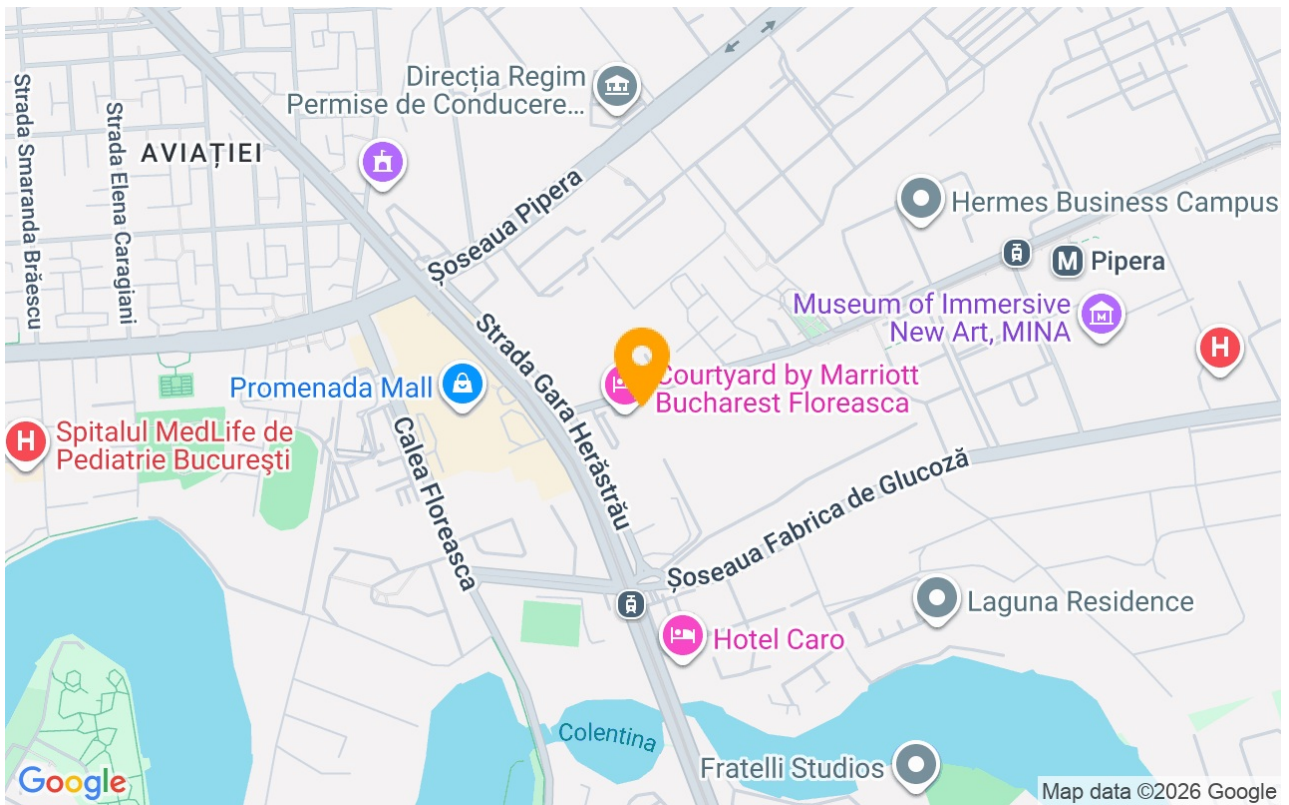 Direcția Regim
Permise de Conducere...
Strada Smaranda Brăescu
Strada Elena Caragiani
AVIAȚIEI
Șoseaua Pipera
Hermes Business Campus
M Pipera
Museum of Immersive
New Art, MINA
H
Strada Gara Herăstrău
Promenada Mall
Courtyard by Marriott
Bucharest Floreasca
H
Spitalul MedLife de
Pediatrie Bucureşti
Calea Floreasca
Șoseaua Fabrica de Glucoză
Laguna Residence
Hotel Caro
Colentina
Fratelli Studios
Google
Map data ©2026 Google